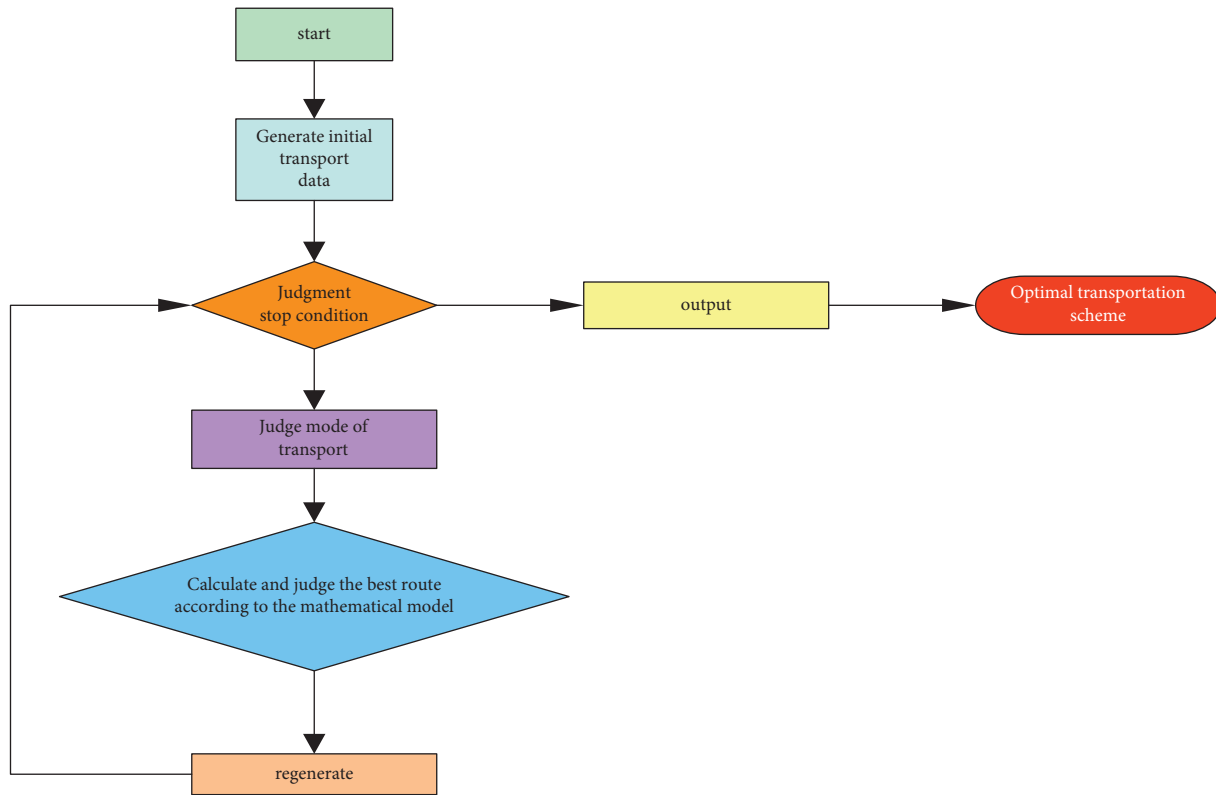 start
Generate initial
transport
data
Judgment
stop condition
output
Optimal transportation
scheme
Judge mode of
transport
Calculate and judge the best route
according to the mathematical model
regenerate